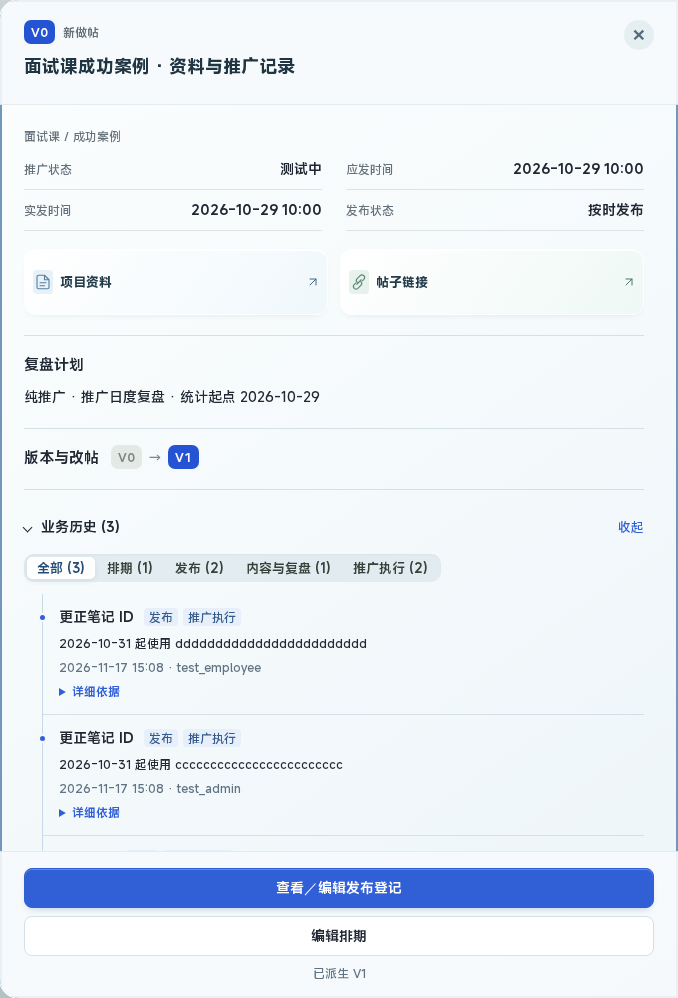 V0 新做帖
面试课成功案例 · 资料与推广记录
面试课 / 成功案例
推广状态 测试中 应发时间 2026-10-29 10:00
实发时间 2026-10-29 10:00 发布状态 按时发布
项目资料 帖子链接
复盘计划
纯推广 · 推广日度复盘 · 统计起点 2026-10-29
版本与改帖 V0 → V1
业务历史 (3) 收起
全部 (3) 排期 (1) 发布 (2) 内容与复盘 (1) 推广执行 (2)
更正笔记 ID 发布 推广执行
2026-10-31 起使用 dddddddddddddddddddddddd
2026-11-17 15:08 · test_employee
详细依据
更正笔记 ID 发布 推广执行
2026-10-31 起使用 cccccccccccccccccccccccc
2026-11-17 15:08 · test_admin
详细依据
查看／编辑发布登记
编辑排期
已派生 V1